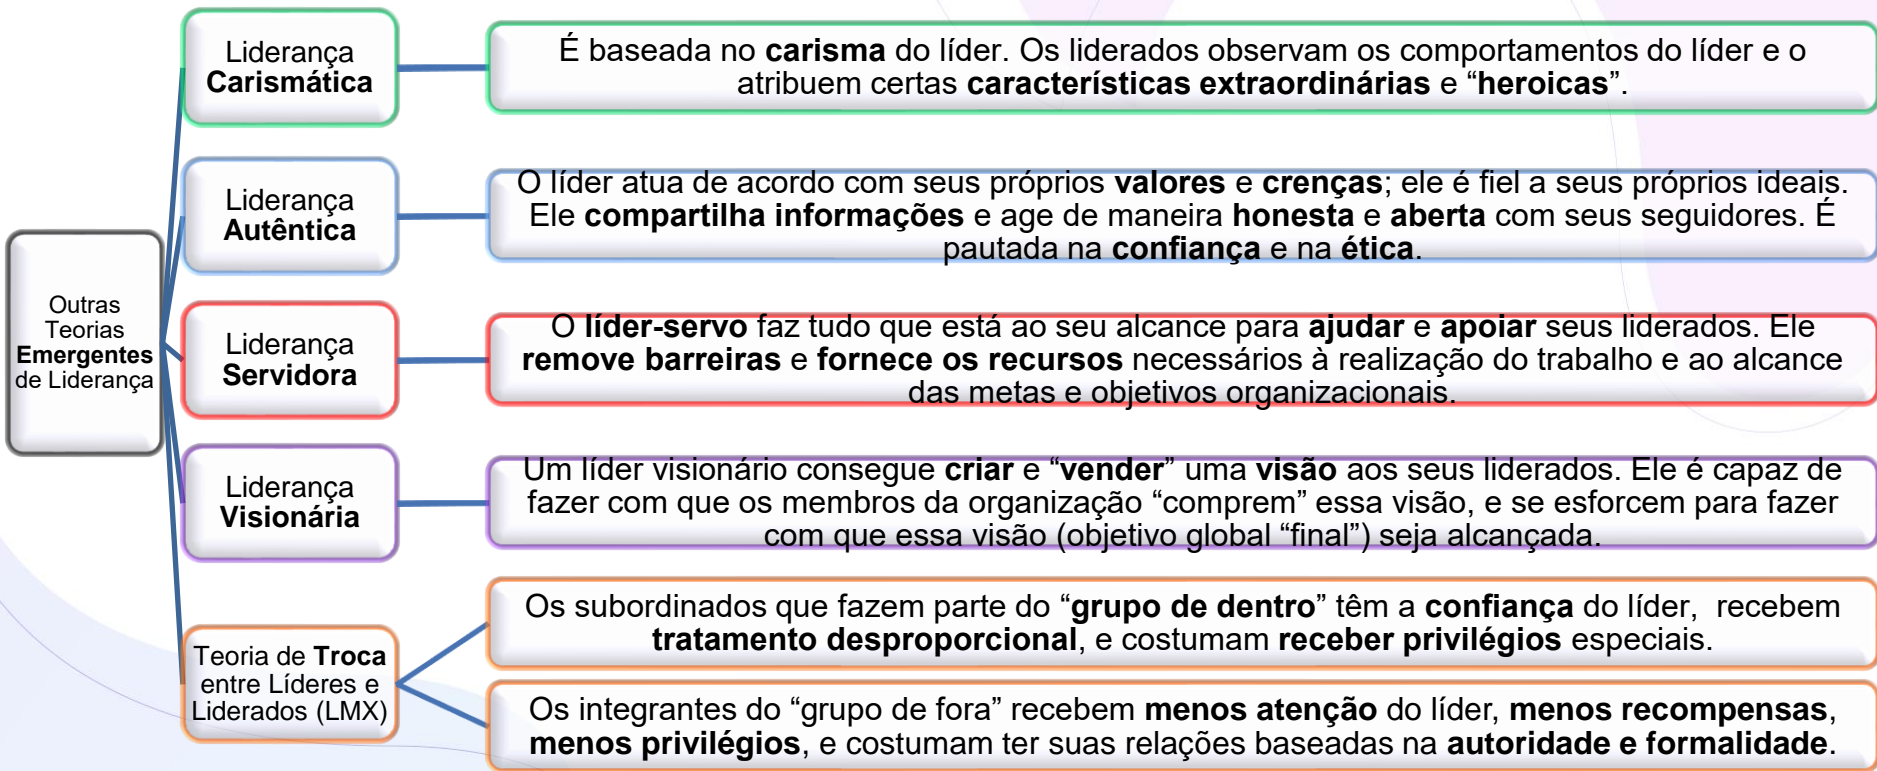 Outras
Teorias
Emergentes
de Liderança
Liderança
Carismática
É baseada no carisma do líder. Os liderados observam os comportamentos do líder e o
atribuem certas características extraordinárias e “heroicas”.
Liderança
Autêntica
O líder atua de acordo com seus próprios valores e crenças; ele é fiel a seus próprios ideais.
Ele compartilha informações e age de maneira honesta e aberta com seus seguidores. É
pautada na confiança e na ética.
Liderança
Servidora
O líder-servo faz tudo que está ao seu alcance para ajudar e apoiar seus liderados. Ele
remove barreiras e fornece os recursos necessários à realização do trabalho e ao alcance
das metas e objetivos organizacionais.
Liderança
Visionária
Um líder visionário consegue criar e “vender” uma visão aos seus liderados. Ele é capaz de
fazer com que os membros da organização “comprem” essa visão, e se esforcem para fazer
com que essa visão (objetivo global “final”) seja alcançada.
Teoria de Troca
entre Líderes e
Liderados (LMX)
Os subordinados que fazem parte do “grupo de dentro” têm a confiança do líder, recebem
tratamento desproporcional, e costumam receber privilégios especiais.
Os integrantes do “grupo de fora” recebem menos atenção do líder, menos recompensas,
menos privilégios, e costumam ter suas relações baseadas na autoridade e formalidade.